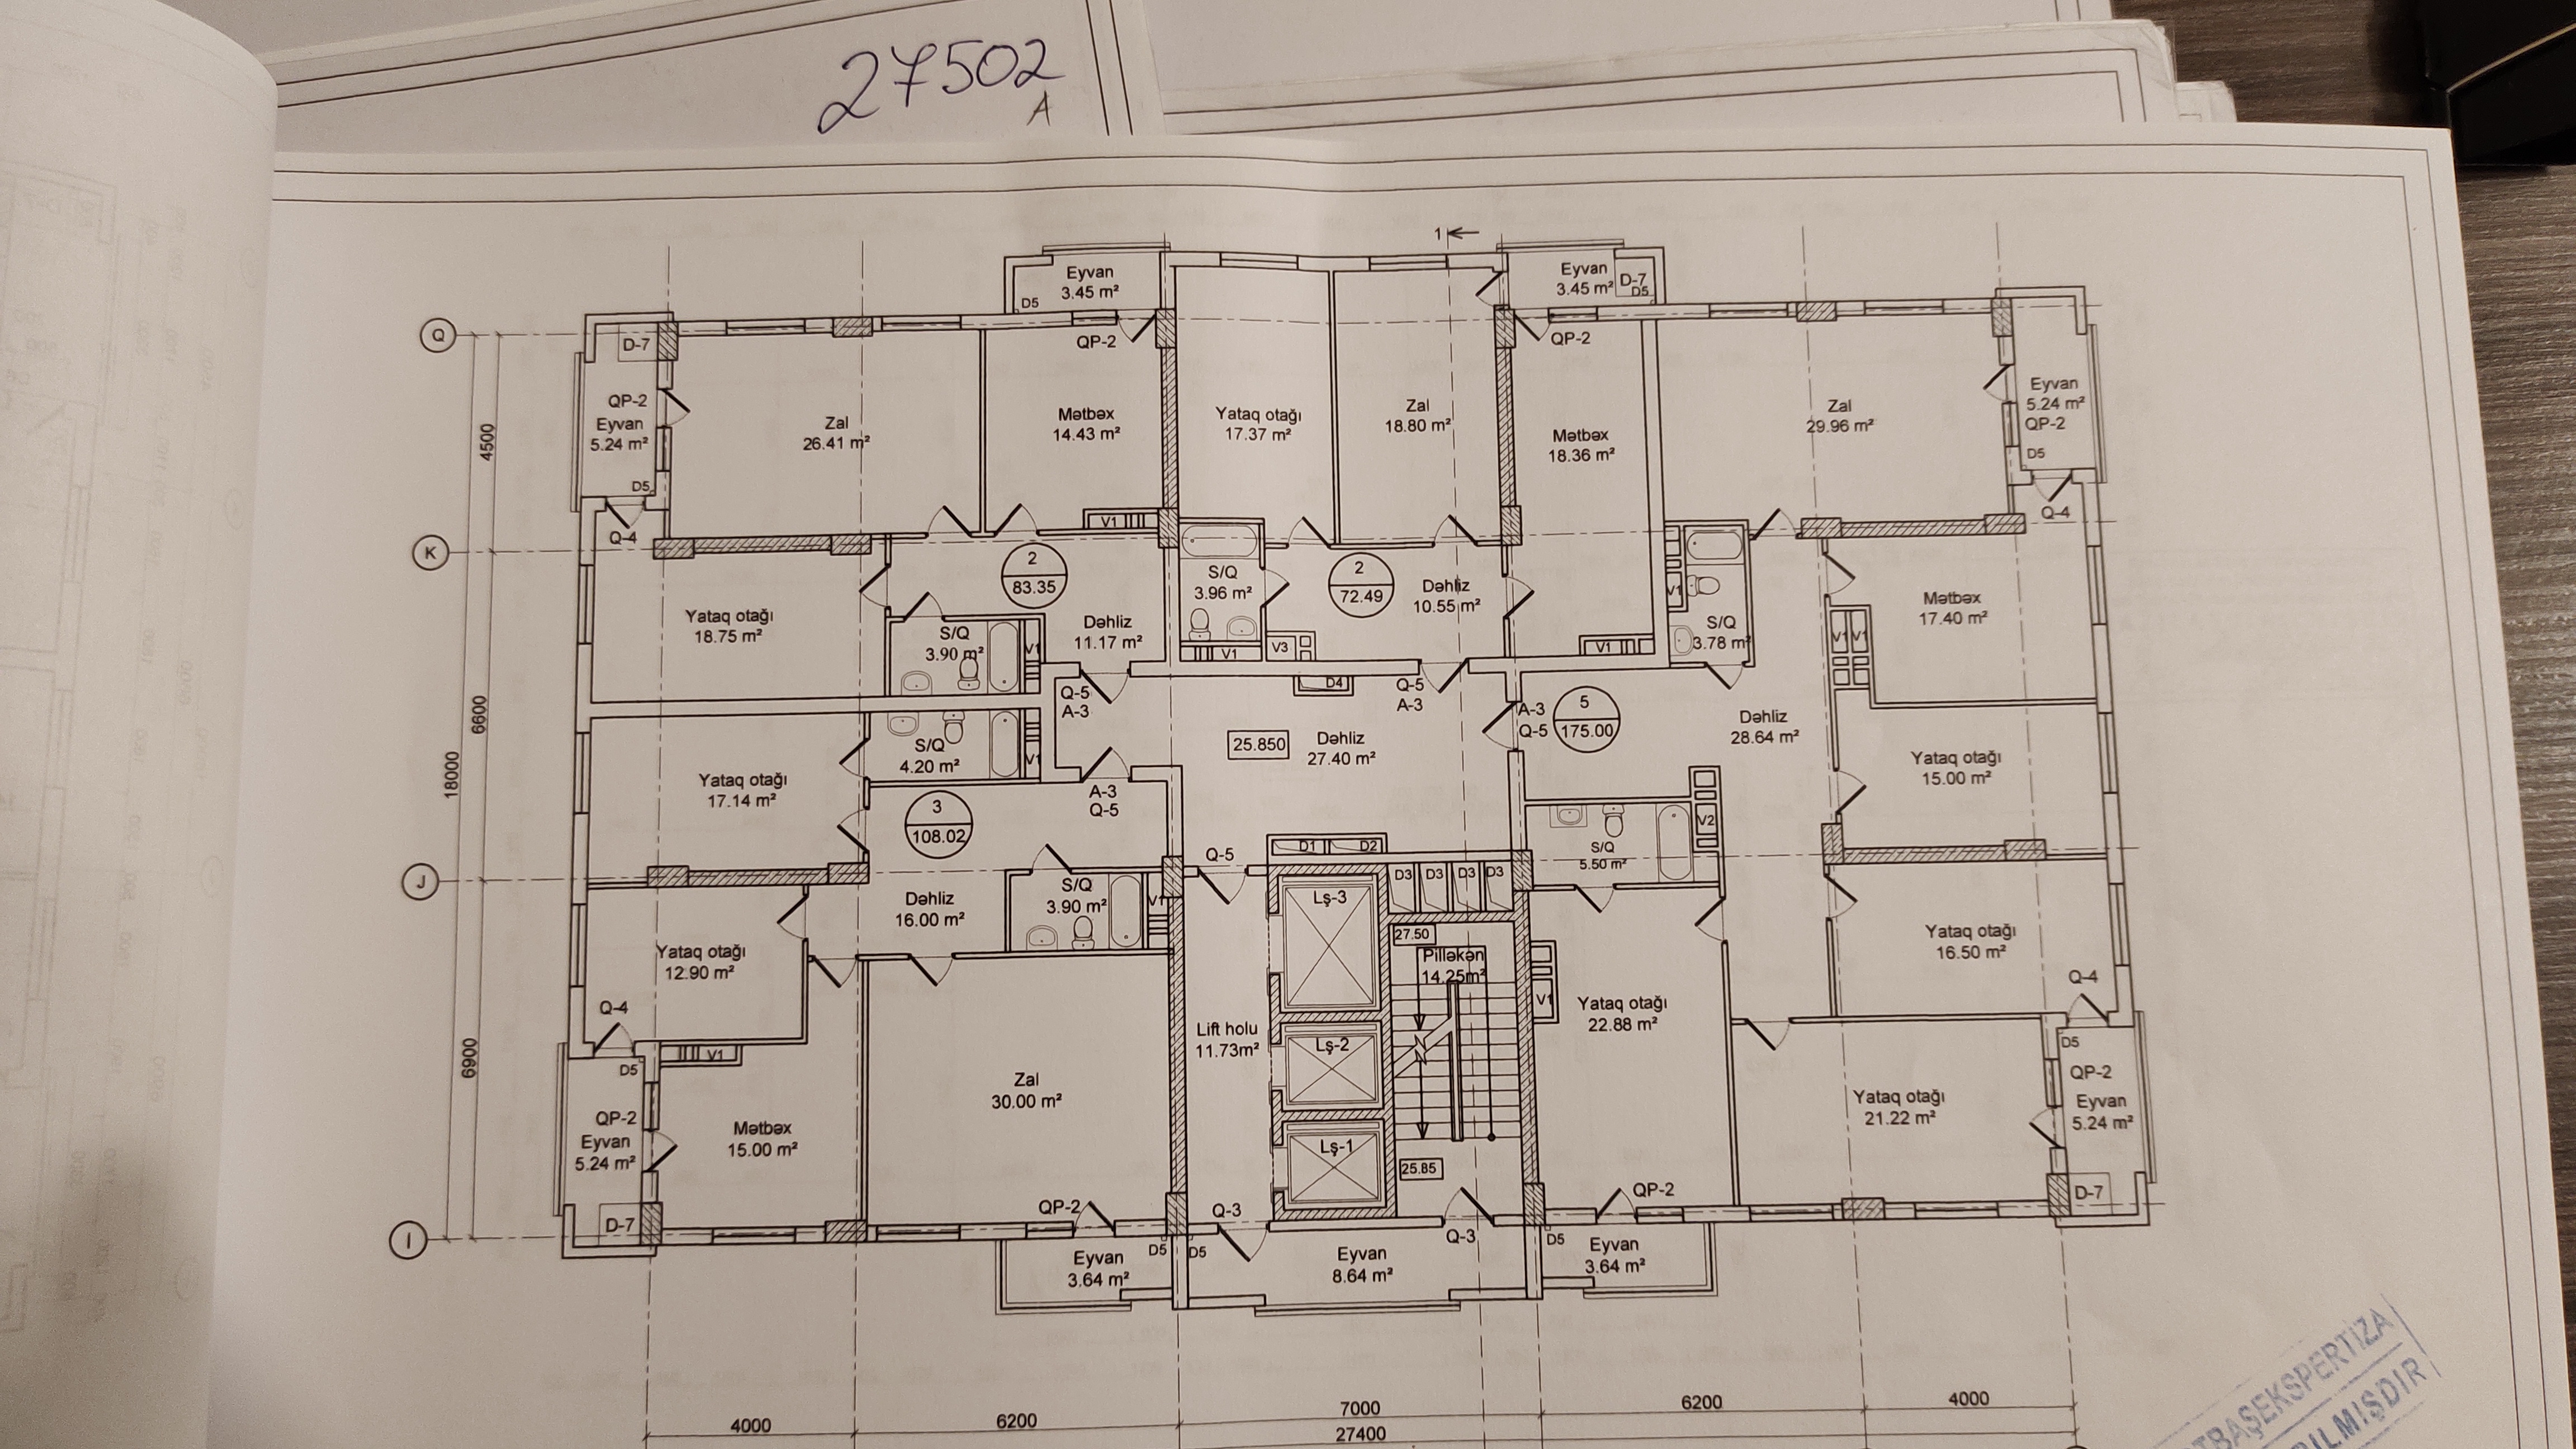 27502
A
1
Eyvan
3.45 m²
D5
Eyvan
3.45 m²
D-7
D5
Q
D-7
QP-2
QP-2
QP-2
Eyvan
5.24 m²
D5
Zal
26.41 m²
Mətbəx
14.43 m²
Yataq otağı
17.37 m²
Zal
18.80 m²
Mətbəx
18.36 m²
Zal
29.96 m²
Eyvan
5.24 m²
QP-2
D5
4500
Q-4
V1
Q-4
K
2
83.35
S/Q
3.96 m²
2
72.49
Dəhliz
10.55 m²
V1
S/Q
3.78 m²
Mətbəx
17.40 m²
Yataq otağı
18.75 m²
S/Q
3.90 m²
V1
Dəhliz
11.17 m²
V1
V3
V1
V1
V1
Q-5
A-3
D4
Q-5
A-3
A-3
Q-5
5
175.00
Dəhliz
28.64 m²
6600
18000
Yataq otağı
17.14 m²
S/Q
4.20 m²
V1
25.850
Dəhliz
27.40 m²
Yataq otağı
15.00 m²
A-3
Q-5
3
108.02
V2
S/Q
5.50 m²
D1
D2
Q-5
J
D3
D3
D3
D3
Dəhliz
16.00 m²
S/Q
3.90 m²
V1
Lş-3
27.50
Pilləkən
14.25m²
Yataq otağı
12.90 m²
Yataq otağı
16.50 m²
Q-4
Q-4
V1
Yataq otağı
22.88 m²
Lift holu
11.73m²
Lş-2
6900
V1
D5
D5
QP-2
Eyvan
5.24 m²
Mətbəx
15.00 m²
Zal
30.00 m²
Yataq otağı
21.22 m²
QP-2
Eyvan
5.24 m²
Lş-1
25.85
D-7
QP-2
Q-3
Q-3
QP-2
D-7
I
D5
D5
D5
Eyvan
3.64 m²
Eyvan
8.64 m²
Eyvan
3.64 m²
4000
6200
7000
6200
4000
27400